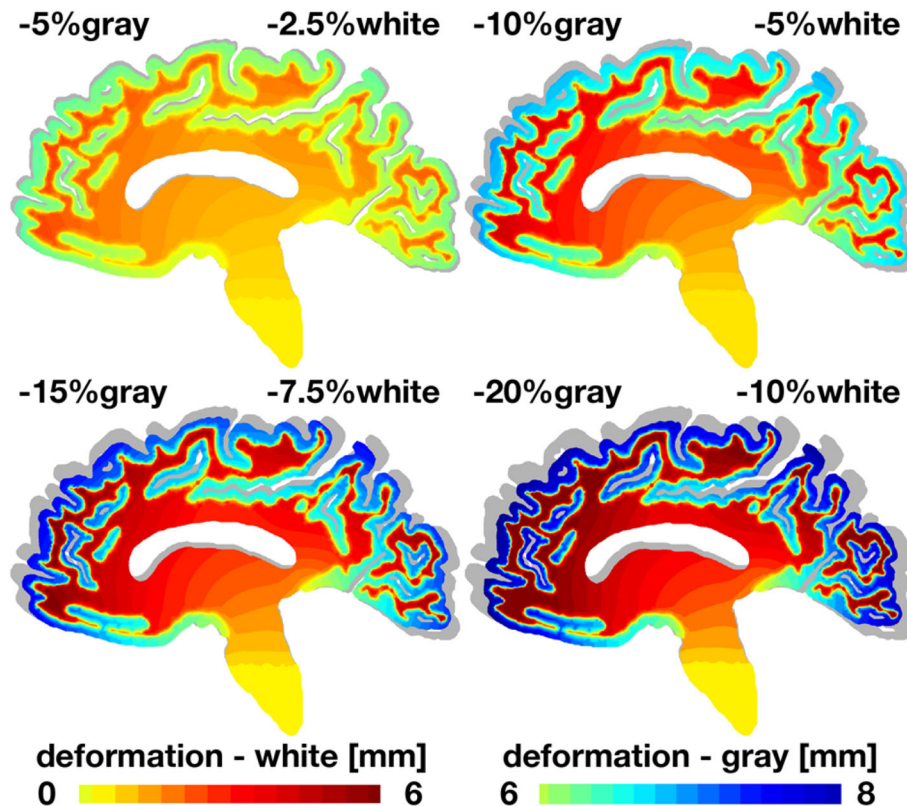 -5%gray -2.5%white -10%gray -5%white
-15%gray -7.5%white -20%gray -10%white
deformation - white [mm] deformation - gray [mm]
0 6 6 8